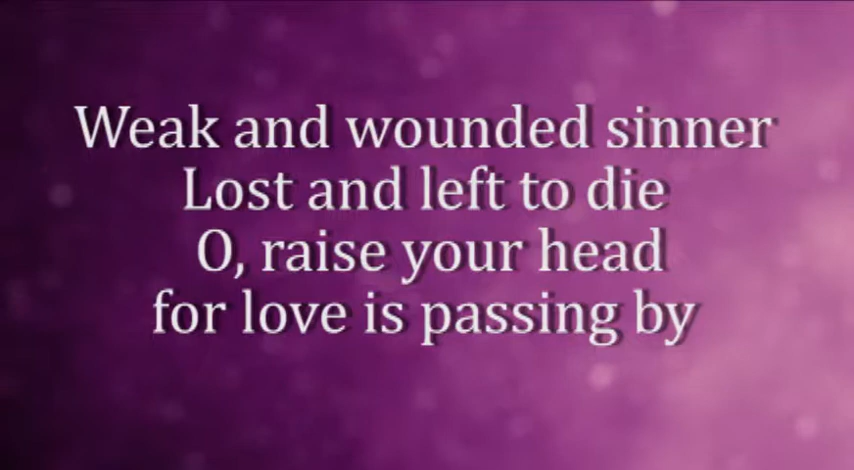 Weak and wounded sinner
Lost and left to die
O, raise your head
for love is passing by